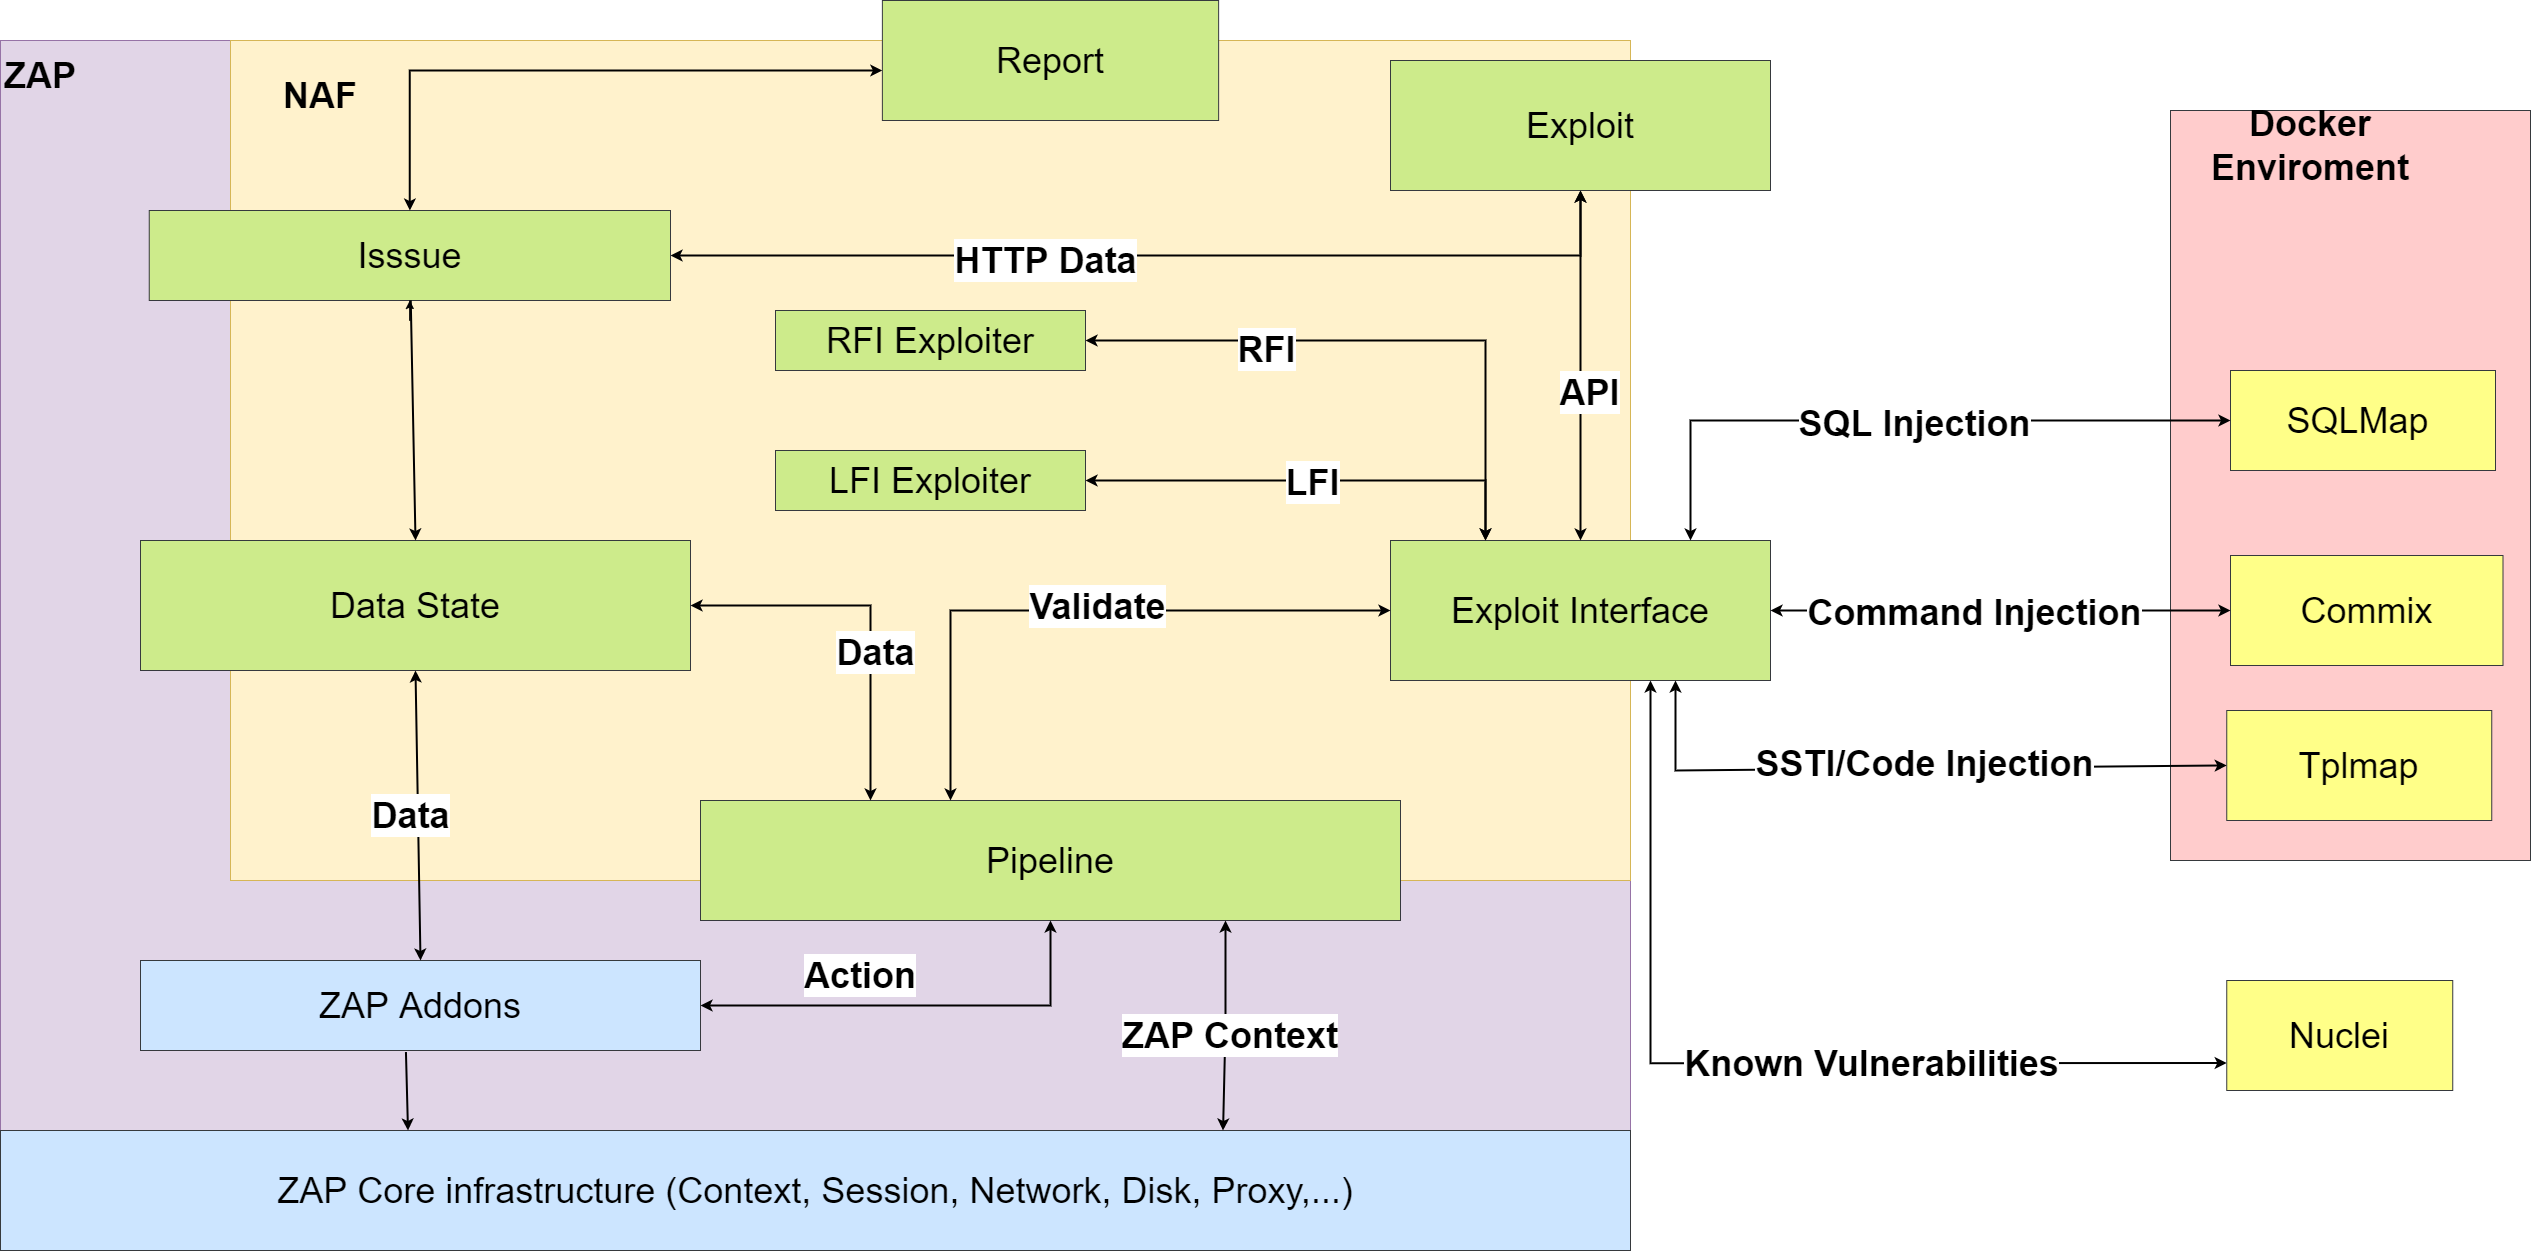 Report
ZAP
NAF
Exploit
Docker
Enviroment
Isssue
HTTP Data
RFI Exploiter
RFI
API
SQL Injection
SQLMap
LFI Exploiter
LFI
Data State
Validate
Exploit Interface
Command Injection
Commix
Data
SSTI/Code Injection
Tplmap
Data
Pipeline
Action
ZAP Addons
ZAP Context
Known Vulnerabilities
Nuclei
ZAP Core infrastructure (Context, Session, Network, Disk, Proxy,...)